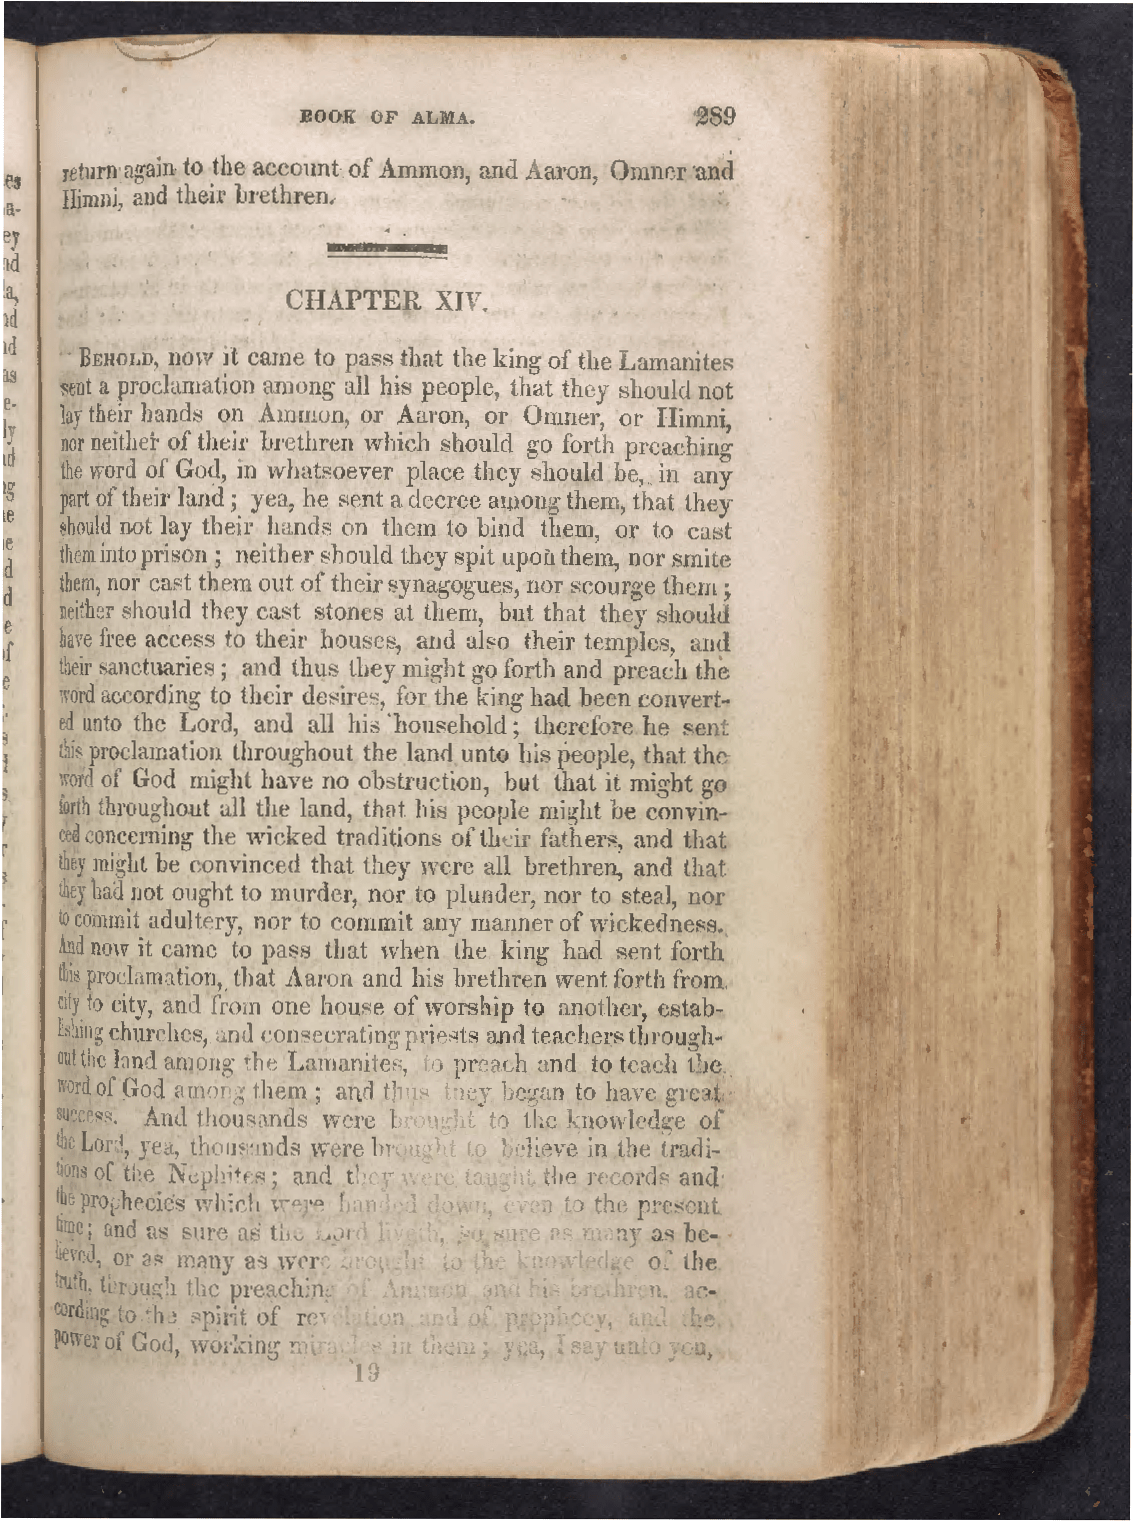 BOOK OF ALMA. 289
return again to the account of Ammon, and Aaron, Omner and
Himni, and their brethren.
CHAPTER XIV.
BEHOLD, now it came to pass that the king of the Lamanites
sent a proclamation among all his people, that they should not
lay their hands on Ammon, or Aaron, or Omner, or Himni,
nor neither of their brethren which should go forth preaching
the word of God, in whatsoever place they should be, in any
part of their land; yea, he sent a decree among them, that they
should not lay their hands on them to bind them, or to cast
them into prison; neither should they spit upon them, nor smite
them, nor cast them out of their synagogues, nor scourge them;
neither should they cast stones at them, but that they should
have free access to their houses, and also their temples, and
their sanctuaries; and thus they might go forth and preach the
word according to their desires, for the king had been convert-
ed unto the Lord, and all his household; therefore he sent
this proclamation throughout the land unto his people, that the
word of God might have no obstruction, but that it might go
forth throughout all the land, that his people might be convin-
ced concerning the wicked traditions of their fathers, and that
they might be convinced that they were all brethren, and that
they had not ought to murder, nor to plunder, nor to steal, nor
to commit adultery, nor to commit any manner of wickedness.
And now it came to pass that when the king had sent forth
this proclamation, that Aaron and his brethren went forth from
city to city, and from one house of worship to another, estab-
lishing churches, and consecrating priests and teachers through-
out the land among the Lamanites, to preach and to teach the
word of God among them; and thus they began to have great
success. And thousands were brought to the knowledge of
the Lord, yea, thousands were brought to believe in the tradi-
tions of the Nephites; and they were taught the records and
the prophecies which were handed down, even to the present
time; and as sure as the Lord liveth, so sure as many as be-
lieved, or as many as were brought to the knowledge of the
truth, through the preaching of Ammon and his brethren, ac-
cording to the spirit of revelation and of prophecy, and the
power of God, working miracles in them; yea, I say unto you,
19